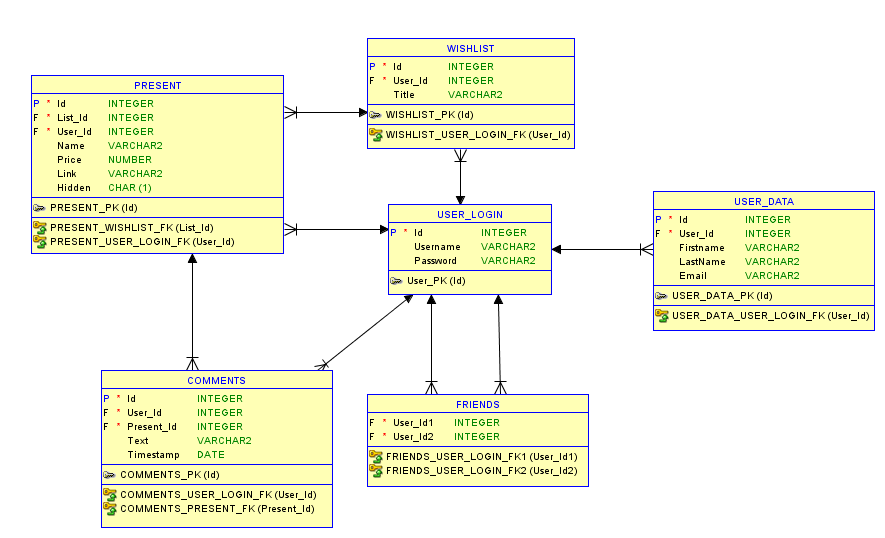 WISHLIST
P * Id INTEGER
F * User_Id INTEGER
Title VARCHAR2
WISHLIST_PK (Id)
WISHLIST_USER_LOGIN_FK (User_Id)
PRESENT
P * Id INTEGER
F * List_Id INTEGER
F * User_Id INTEGER
Name VARCHAR2
Price NUMBER
Link VARCHAR2
Hidden CHAR (1)
PRESENT_PK (Id)
PRESENT_WISHLIST_FK (List_Id)
PRESENT_USER_LOGIN_FK (User_Id)
USER_LOGIN
P * Id INTEGER
Username VARCHAR2
Password VARCHAR2
User_PK (Id)
USER_DATA
P * Id INTEGER
F * User_Id INTEGER
Firstname VARCHAR2
LastName VARCHAR2
Email VARCHAR2
USER_DATA_PK (Id)
USER_DATA_USER_LOGIN_FK (User_Id)
COMMENTS
P * Id INTEGER
F * User_Id INTEGER
F * Present_Id INTEGER
Text VARCHAR2
Timestamp DATE
COMMENTS_PK (Id)
COMMENTS_USER_LOGIN_FK (User_Id)
COMMENTS_PRESENT_FK (Present_Id)
FRIENDS
F * User_Id1 INTEGER
F * User_Id2 INTEGER
FRIENDS_USER_LOGIN_FK1 (User_Id1)
FRIENDS_USER_LOGIN_FK2 (User_Id2)